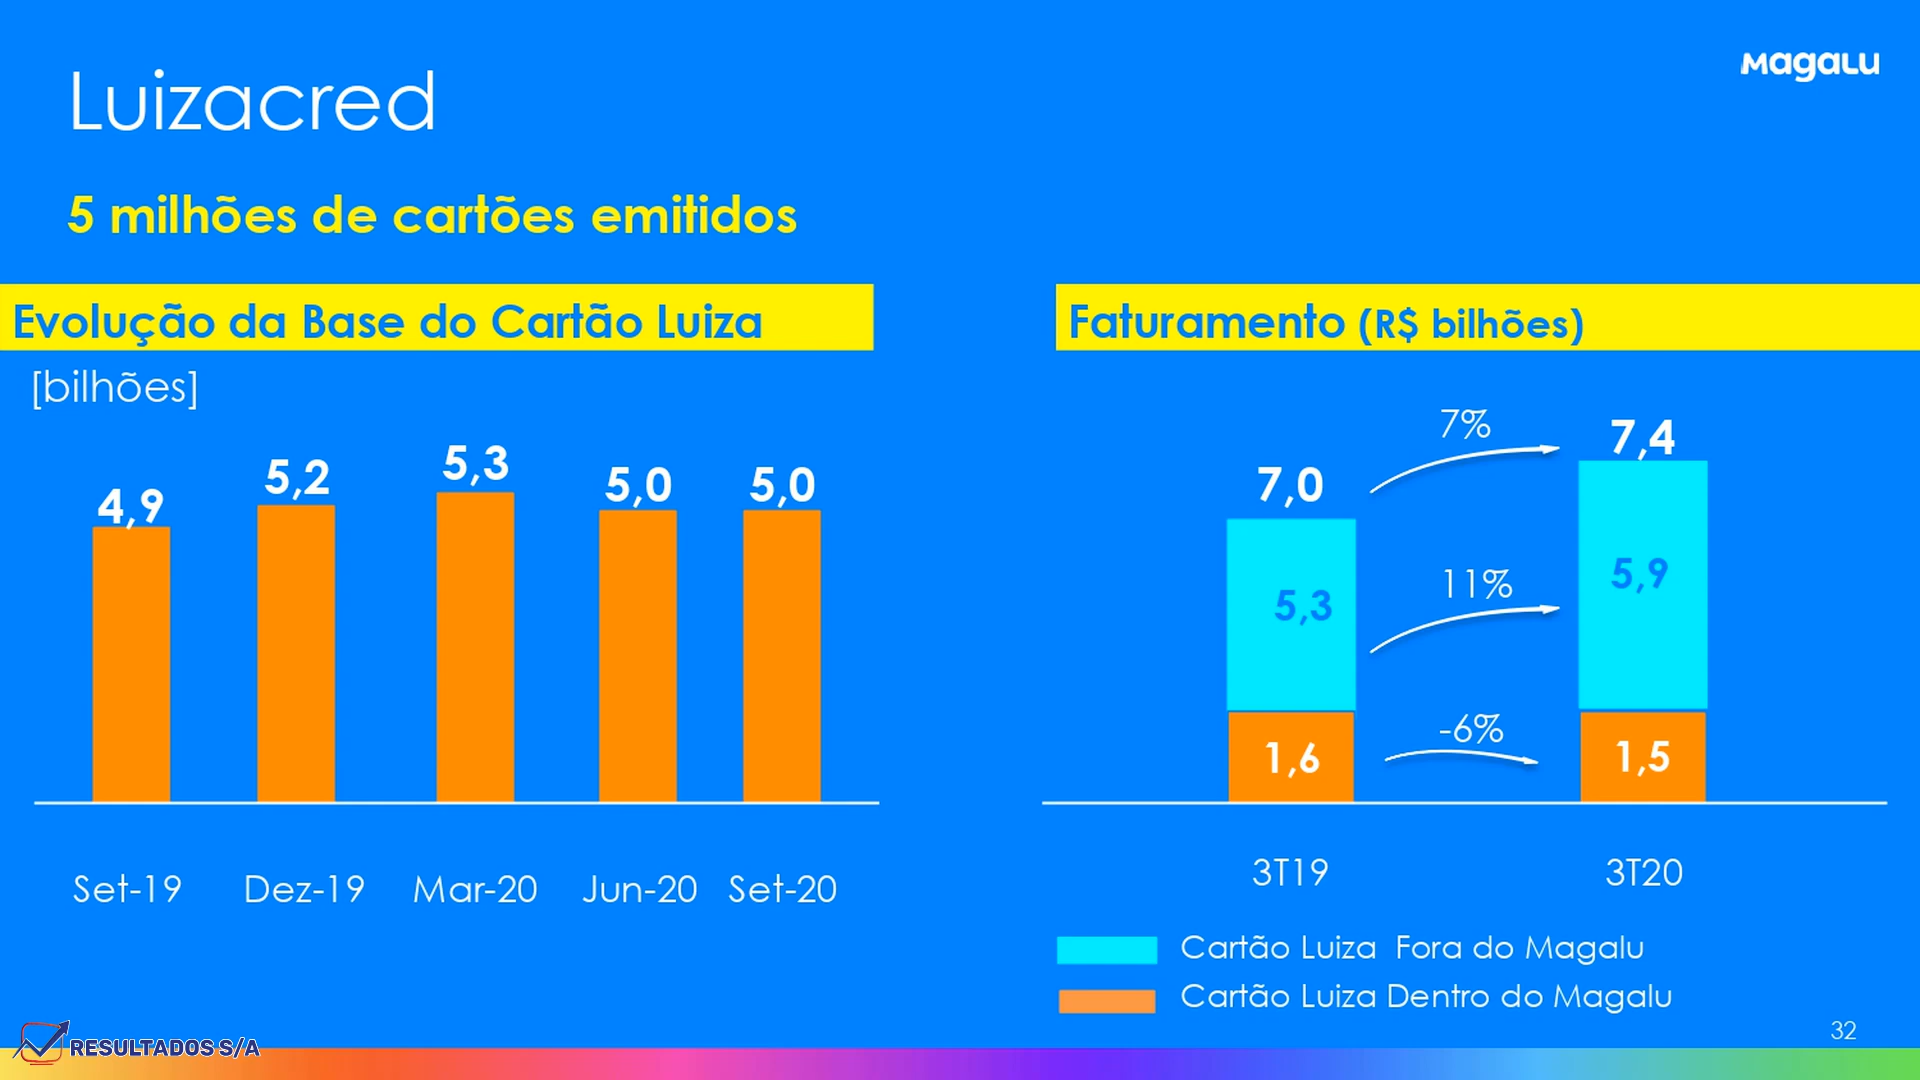 Luizacred
Magalu
5 milhões de cartões emitidos
Evolução da Base do Cartão Luiza
[bilhões]
4,9
5,2
5,3
5,0
5,0
Set-19
Dez-19
Mar-20
Jun-20
Set-20
Faturamento (R$ bilhões)
7%
7,0
7,4
11%
5,3
5,9
-6%
1,6
1,5
3T19
3T20
Cartão Luiza Fora do Magalu
Cartão Luiza Dentro do Magalu
32
RESULTADOS S/A